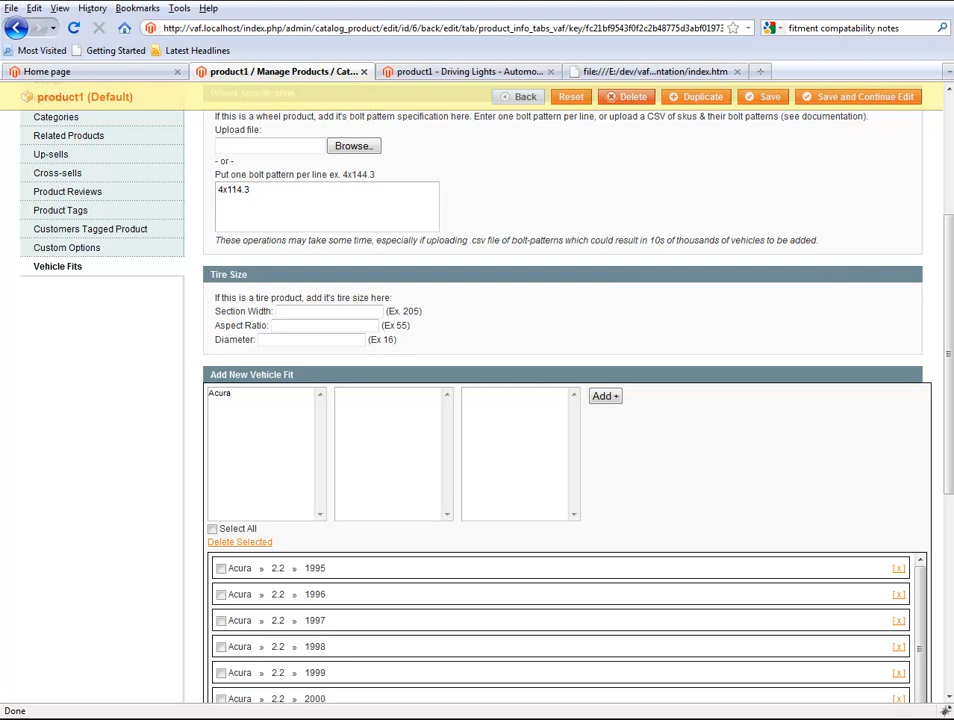 File Edit View History Bookmarks Tools Help
http://vaf.localhost/index.php/admin/catalog_product/edit/id/6/back/edit/tab/product_info_tabs_vaf/key/fc21bf9543f0f2c2b48775d3abf01973
fitment compatability notes
Most Visited Getting Started Latest Headlines
Home page
product1 / Manage Products / Cat...
product1 - Driving Lights - Automo...
file:///E:/dev/vaf...ntation/index.htm
product1 (Default)
Back Reset Delete Duplicate Save Save and Continue Edit
Categories
Related Products
Up-sells
Cross-sells
Product Reviews
Product Tags
Customers Tagged Product
Custom Options
Vehicle Fits
If this is a wheel product, add it's bolt pattern specification here. Enter one bolt pattern per line, or upload a CSV of skus & their bolt patterns (see documentation).
Upload file:
Browse..
- or -
Put one bolt pattern per line ex. 4x144.3
4x114.3
These operations may take some time, especially if uploading .csv file of bolt-patterns which could result in 10s of thousands of vehicles to be added.
Tire Size
If this is a tire product, add it's tire size here:
Section Width: (Ex. 205)
Aspect Ratio: (Ex 55)
Diameter: (Ex 16)
Add New Vehicle Fit
Acura
Add +
Select All
Delete Selected
Acura » 2.2 » 1995 [x]
Acura » 2.2 » 1996 [x]
Acura » 2.2 » 1997 [x]
Acura » 2.2 » 1998 [x]
Acura » 2.2 » 1999 [x]
Acura » 2.2 » 2000 [x]
Done